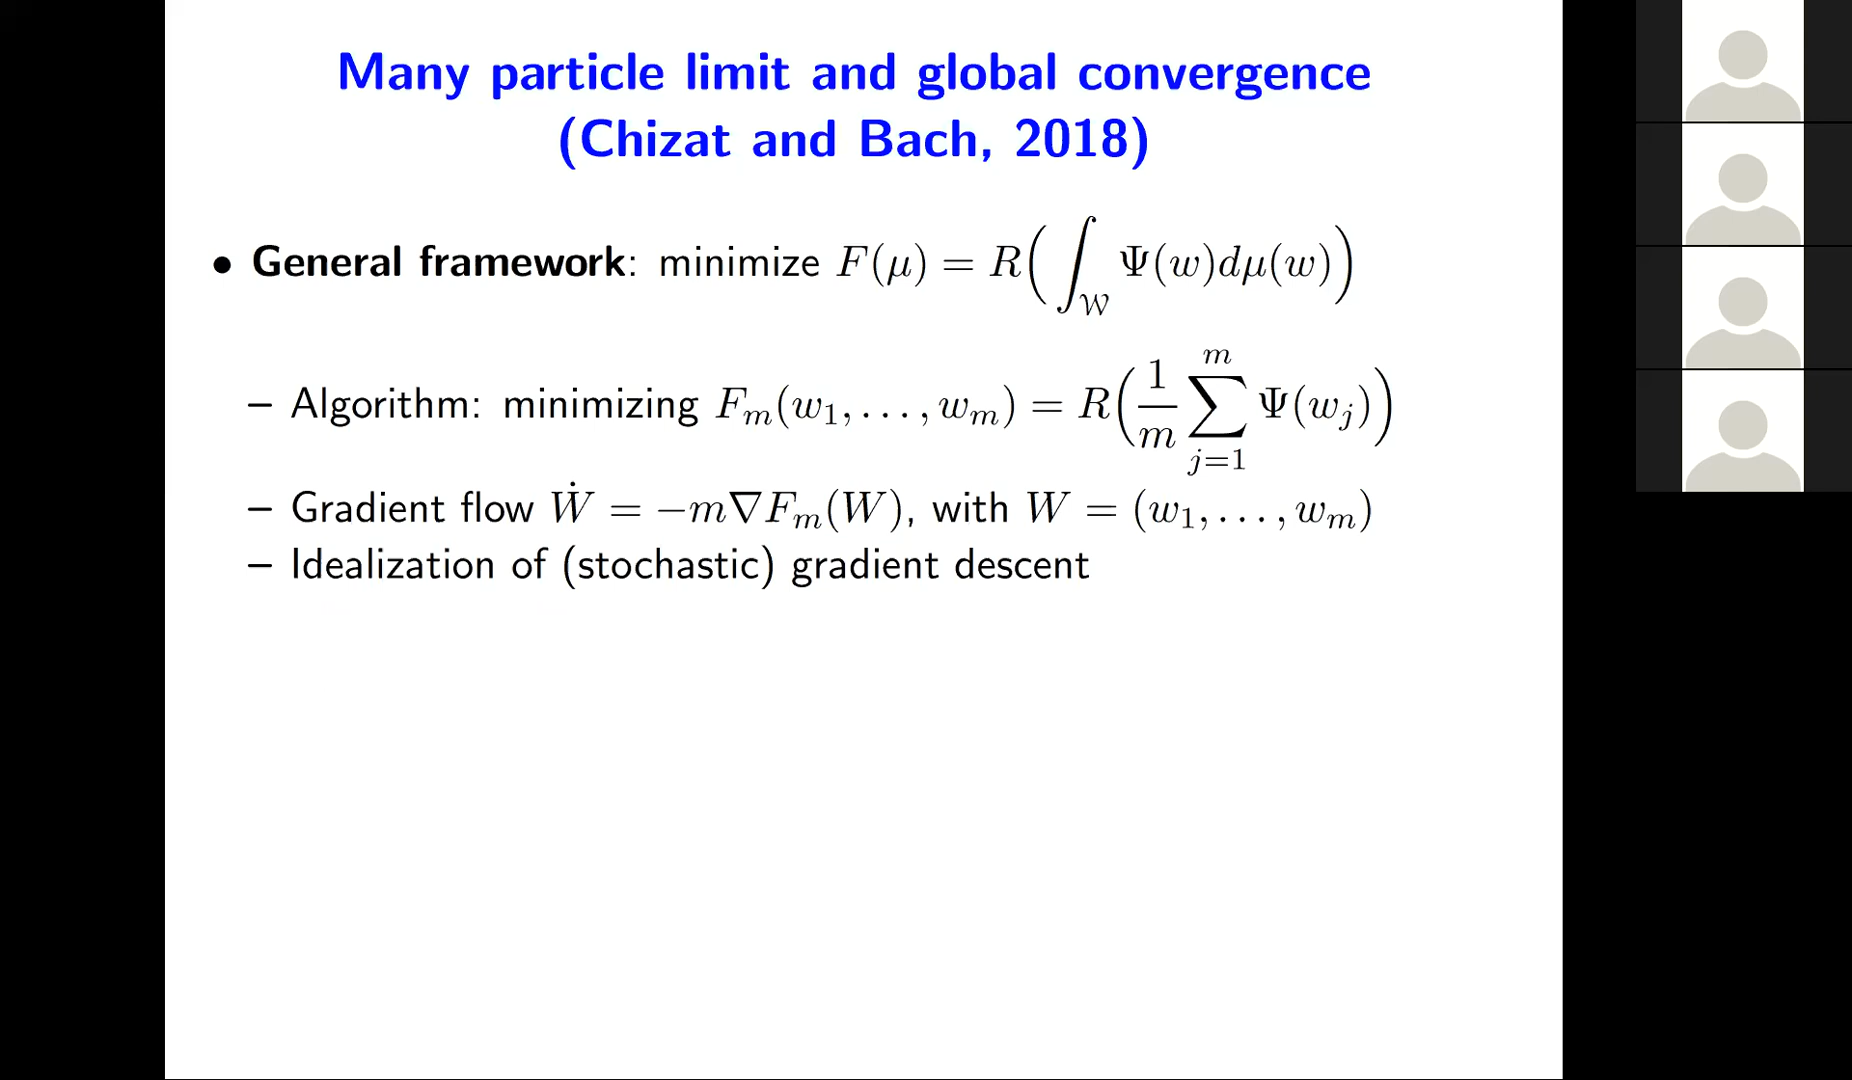 Many particle limit and global convergence
(Chizat and Bach, 2018)
• General framework: minimize F(μ) = R(∫_𝒲 Ψ(w)dμ(w))
– Algorithm: minimizing F_m(w_1, . . . , w_m) = R(1/m ∑_{j=1}^m Ψ(w_j))
– Gradient flow Ẇ = −m∇F_m(W), with W = (w_1, . . . , w_m)
– Idealization of (stochastic) gradient descent